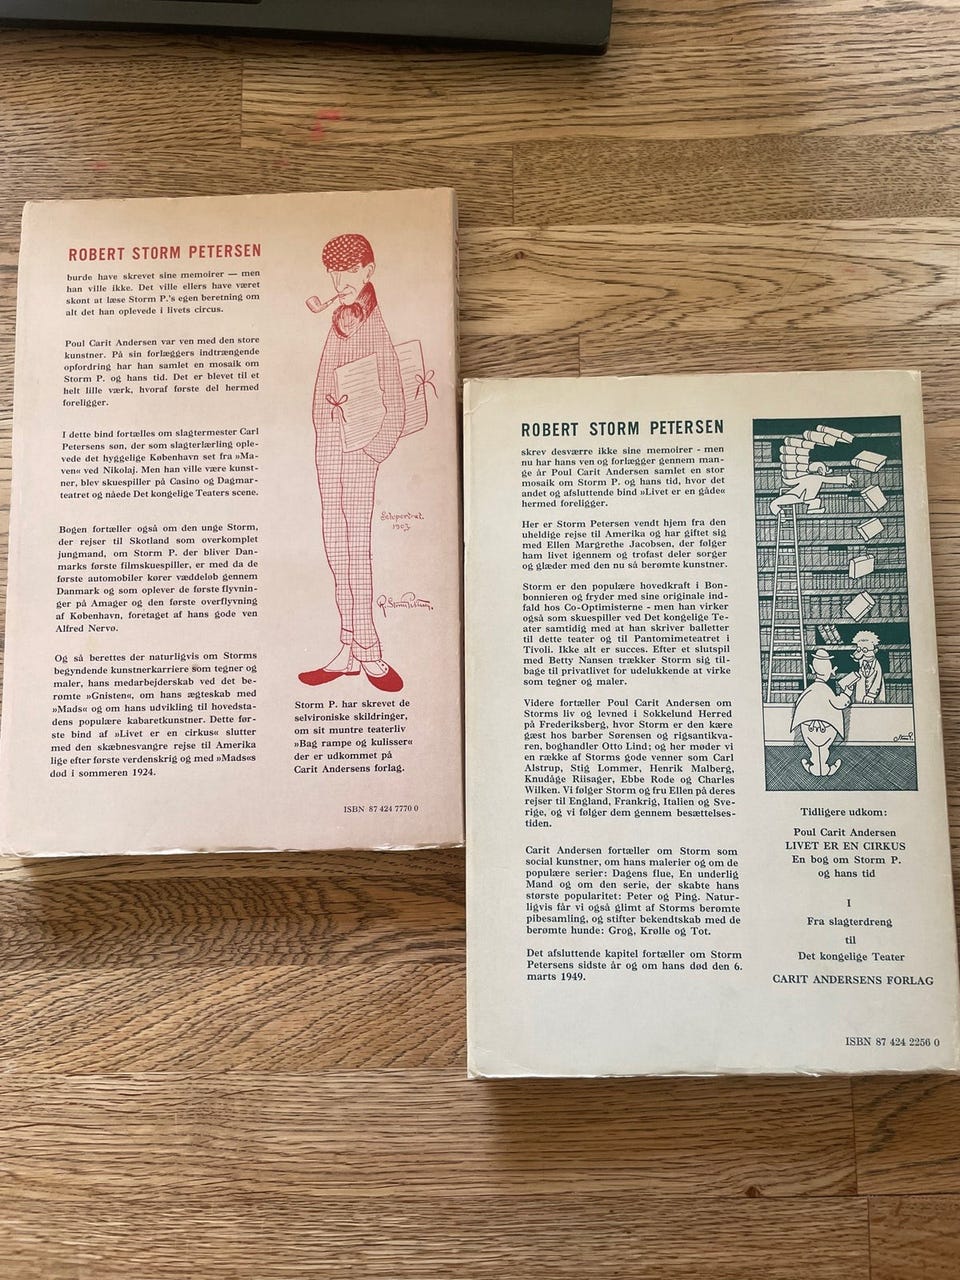 ROBERT STORM PETERSEN
burde have skrevet sine memoirer — men
han ville ikke. Det ville ellers have været
skønt at læse Storm P.'s egen beretning om
alt det han oplevede i livets circus.
Poul Carit Andersen var ven med den store
kunstner. På sin forlæggers indtrængende
opfordring har han samlet en mosaik om
Storm P. og hans tid. Det er blevet til et
helt lille værk, hvoraf første del hermed
foreligger.
I dette bind fortælles om slagtermester Carl
Petersens søn, der som slagterlærling ople-
vede det hyggelige København set fra »Ma-
ven« ved Nikolaj. Men han ville være kunst-
ner, blev skuespiller på Casino og Dagmar-
teatret og nåede Det kongelige Teaters scene.
Bogen fortæller også om den unge Storm,
der rejser til Skotland som overkomplet
jungmand, om Storm P. der bliver Dan-
marks første filmskuespiller, er med da de
første automobiler kører væddeløb gennem
Danmark og som oplever de første flyvnin-
ger på Amager og den første overflyvning
af København, foretaget af hans gode ven
Alfred Nervø.
Og så berettes der naturligvis om Storms
begyndende kunstnerkarriere som tegner og
maler, hans medarbejderskab ved det be-
rømte »Gnisten«, om hans ægteskab med
»Mads« og om hans udvikling til hovedsta-
dens populære kabaretkunstner. Dette før-
ste bind af »Livet er en cirkus« slutter
med den skæbnesvangre rejse til Amerika
lige efter første verdenskrig og med »Mads«s
død i sommeren 1924.
Selvportræt.
1903
R. Storm Petersen.
Storm P. har skrevet de
selvironiske skildringer,
om sit muntre teaterliv
»Bag rampe og kulisser«
der er udkommet på
Carit Andersens forlag.
ISBN 87 424 7770 0
ROBERT STORM PETERSEN
skrev desværre ikke sine memoirer - men
nu har hans ven og forlægger gennem man-
ge år Poul Carit Andersen samlet en stor
mosaik om Storm P. og hans tid, hvor det
andet og afsluttende bind »Livet er en gåde«
hermed foreligger.
Her er Storm Petersen vendt hjem fra den
uheldige rejse til Amerika og har giftet sig
med Ellen Margrethe Jacobsen, der følger
ham livet igennem og trofast deler sorger
og glæder med den nu så berømte kunstner.
Storm er den populære hovedkraft i Bon-
bonnieren og fryder med sine originale ind-
fald hos Co-Optimisterne - men han virker
også som skuespiller ved Det kongelige Te-
ater samtidig med at han skriver balletter
til dette teater og til Pantomimeteatret i
Tivoli. Ikke alt er succes. Efter et slutspil
med Betty Nansen trækker Storm sig til-
bage til privatlivet for udelukkende at virke
som tegner og maler.
Videre fortæller Poul Carit Andersen om
Storms liv og levned i Sokkelund Herred
på Frederiksberg, hvor Storm er den kære
gæst hos barber Sørensen og rigsantikva-
ren, boghandler Otto Lind; og her møder vi
en række af Storms gode venner som Carl
Alstrup, Stig Lommer, Henrik Malberg,
Knudåge Riisager, Ebbe Rode og Charles
Wilken. Vi følger Storm og fru Ellen på deres
rejser til England, Frankrig, Italien og Sve-
rige, og vi følger dem gennem besættelses-
tiden.
Carit Andersen fortæller om Storm som
social kunstner, om hans malerier og om de
populære serier: Dagens flue, En underlig
Mand og om den serie, der skabte hans
største popularitet: Peter og Ping. Natur-
ligvis får vi også glimt af Storms berømte
pibesamling, og stifter bekendtskab med de
berømte hunde: Grog, Krølle og Tot.
Det afsluttende kapitel fortæller om Storm
Petersens sidste år og om hans død den 6.
marts 1949.
Storm P.
Tidligere udkom:
Poul Carit Andersen
LIVET ER EN CIRKUS
En bog om Storm P.
og hans tid
I
Fra slagterdreng
til
Det kongelige Teater
CARIT ANDERSENS FORLAG
ISBN 87 424 2256 0